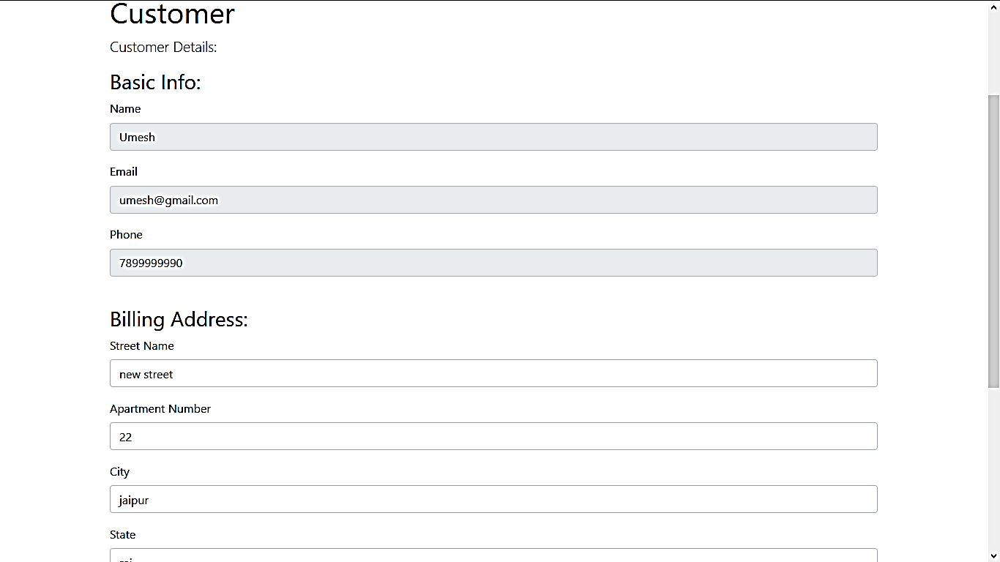 Customer
Customer Details:
Basic Info:
Name
Umesh
Email
umesh@gmail.com
Phone
7899999990
Billing Address:
Street Name
new street
Apartment Number
22
City
jaipur
State